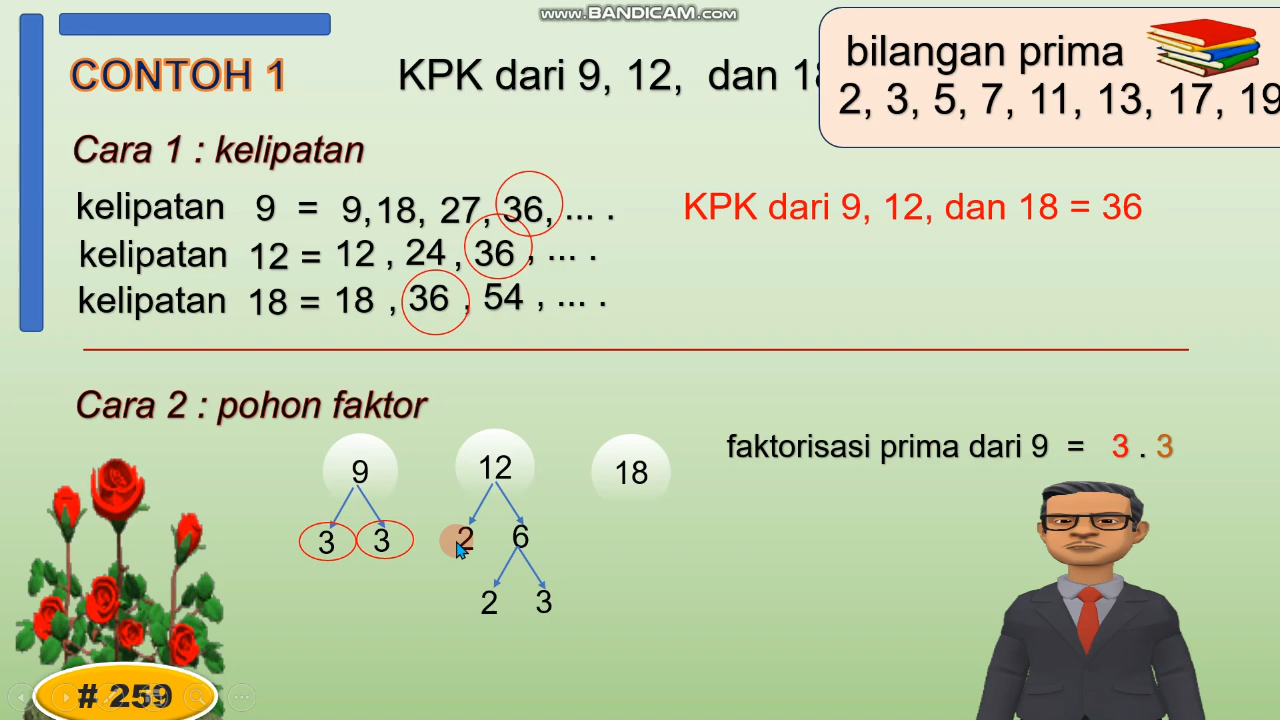 www.BANDICAM.com
CONTOH 1
KPK dari 9, 12, dan 18
bilangan prima
2, 3, 5, 7, 11, 13, 17, 19
Cara 1 : kelipatan
kelipatan 9 = 9, 18, 27, 36, ... .
kelipatan 12 = 12 , 24 , 36 , ... .
kelipatan 18 = 18 , 36 , 54 , ... .
KPK dari 9, 12, dan 18 = 36
Cara 2 : pohon faktor
9 12 18
3 3 2 6
2 3
faktorisasi prima dari 9 = 3 . 3
# 259